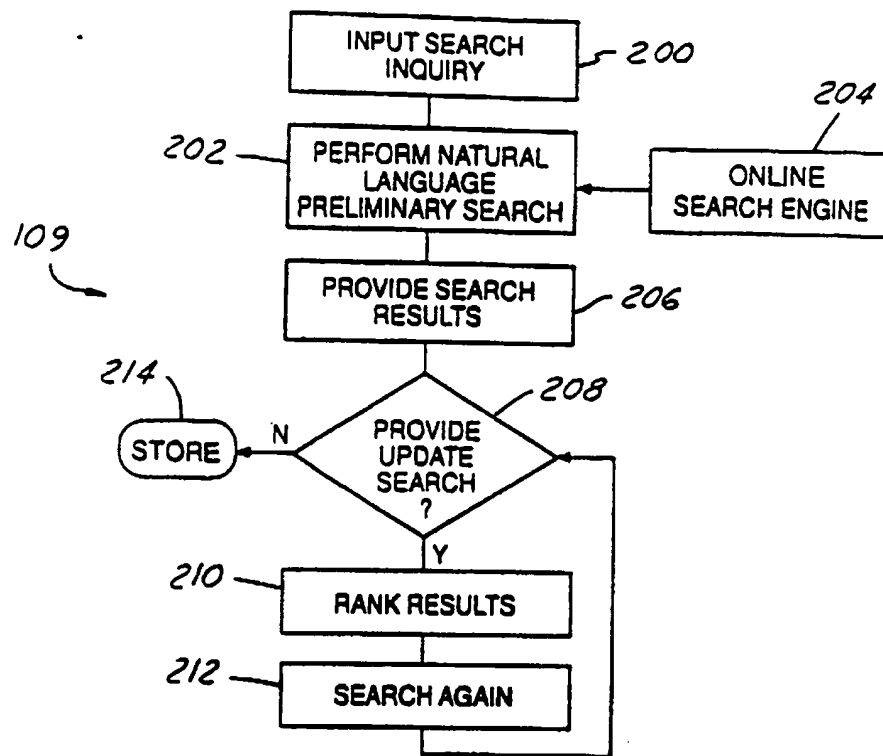 INPUT SEARCH
INQUIRY
200
204
202
PERFORM NATURAL
LANGUAGE
PRELIMINARY SEARCH
ONLINE
SEARCH ENGINE
109
PROVIDE SEARCH
RESULTS
206
214
208
STORE
N
PROVIDE
UPDATE
SEARCH
?
Y
210
RANK RESULTS
212
SEARCH AGAIN